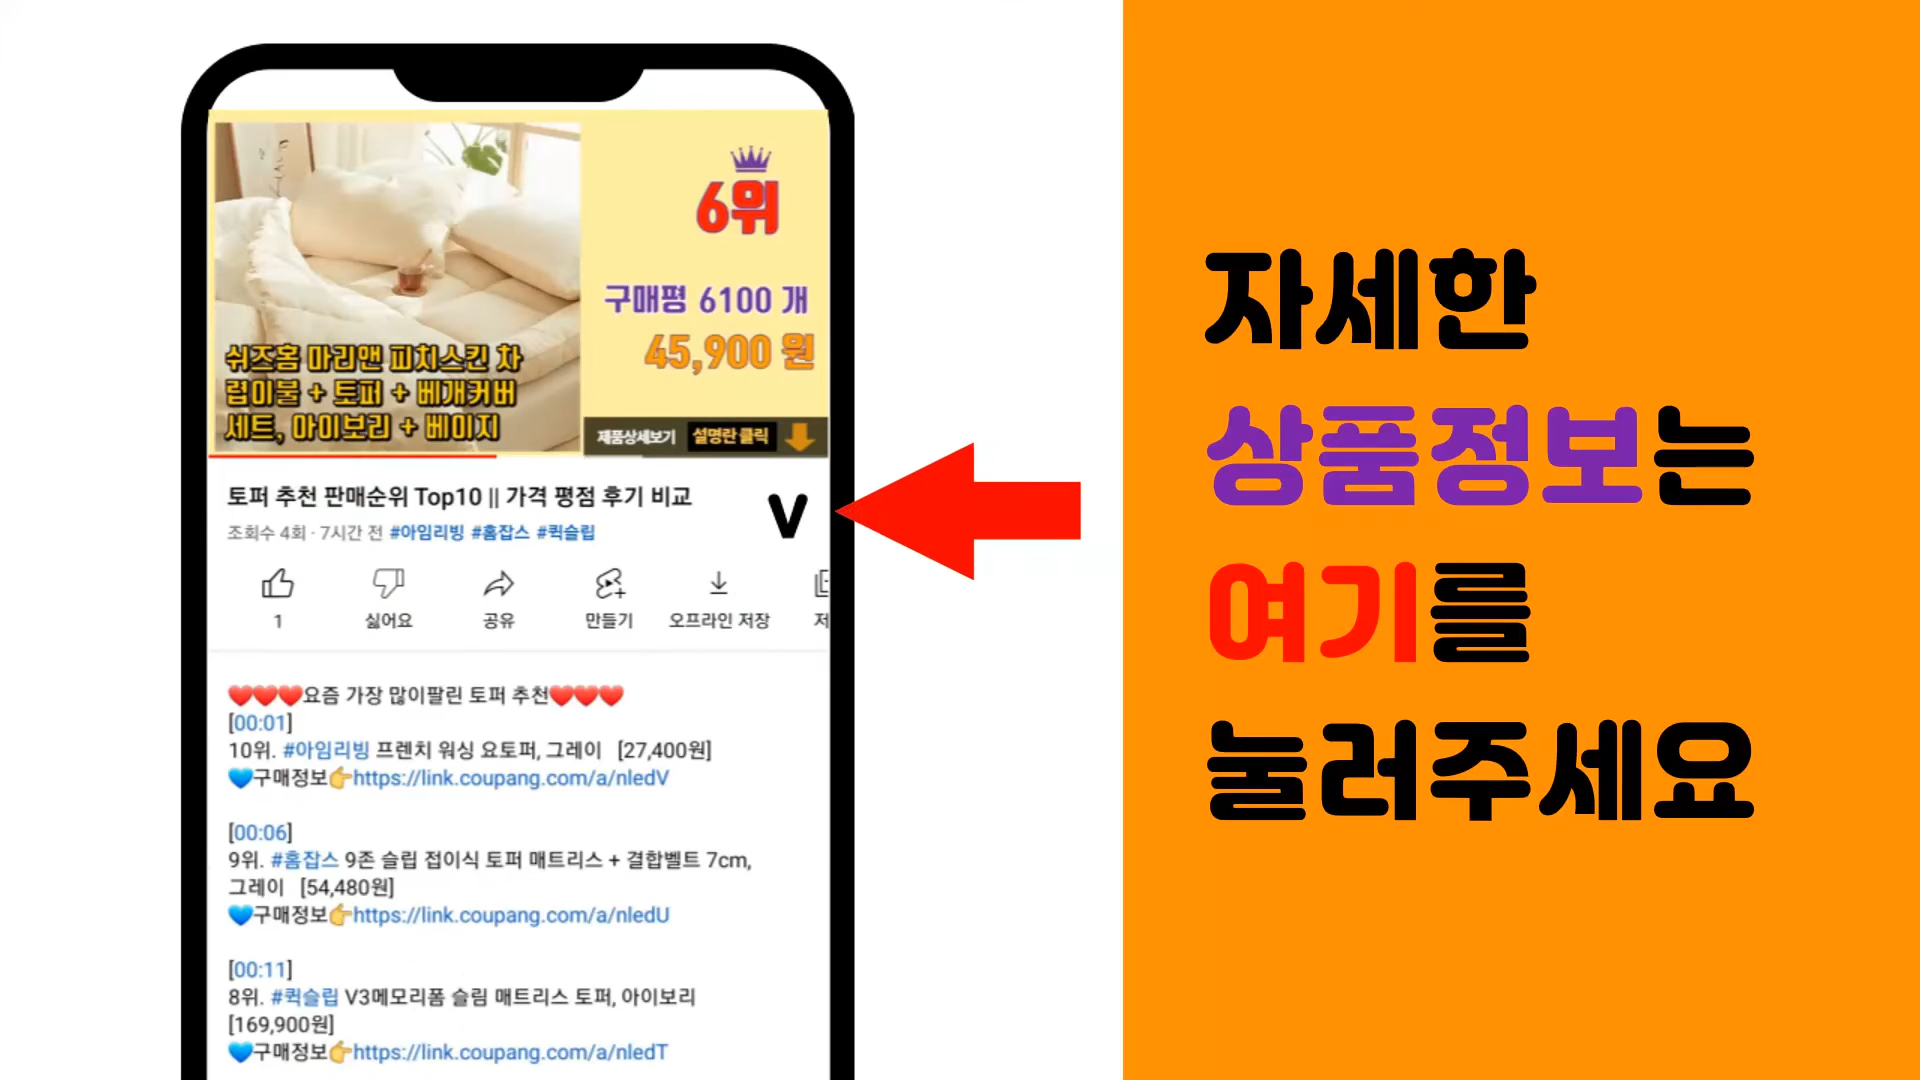 6위
구매평 6100 개
45,900 원
쉬즈홈 마리앤 피치스킨 차
렵이불 + 토퍼 + 베개커버
세트, 아이보리 + 베이지
제품상세보기 설명란 클릭
토퍼 추천 판매순위 Top10 || 가격 평점 후기 비교
V
조회수 4회 · 7시간 전 #아임리빙 #홈잡스 #퀵슬립
1 싫어요 공유 만들기 오프라인 저장 저
❤️❤️❤️요즘 가장 많이팔린 토퍼 추천❤️❤️❤️
[00:01]
10위. #아임리빙 프렌치 워싱 요토퍼, 그레이 [27,400원]
💙구매정보👉https://link.coupang.com/a/nledV
[00:06]
9위. #홈잡스 9존 슬립 접이식 토퍼 매트리스 + 결합벨트 7cm,
그레이 [54,480원]
💙구매정보👉https://link.coupang.com/a/nledU
[00:11]
8위. #퀵슬립 V3메모리폼 슬림 매트리스 토퍼, 아이보리
[169,900원]
💙구매정보👉https://link.coupang.com/a/nledT
자세한
상품정보는
여기를
눌러주세요